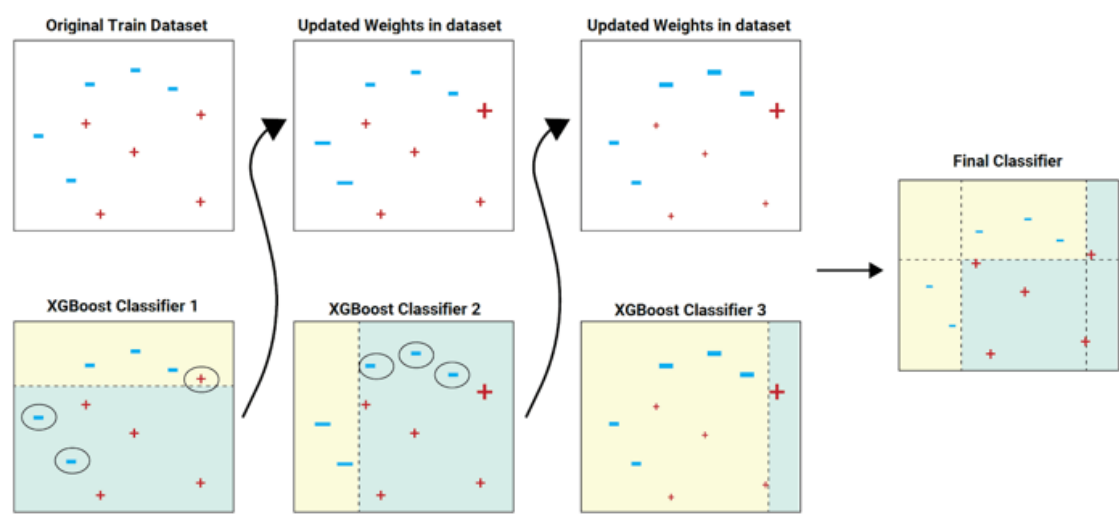 Original Train Dataset
Updated Weights in dataset
Updated Weights in dataset
Final Classifier
XGBoost Classifier 1
XGBoost Classifier 2
XGBoost Classifier 3